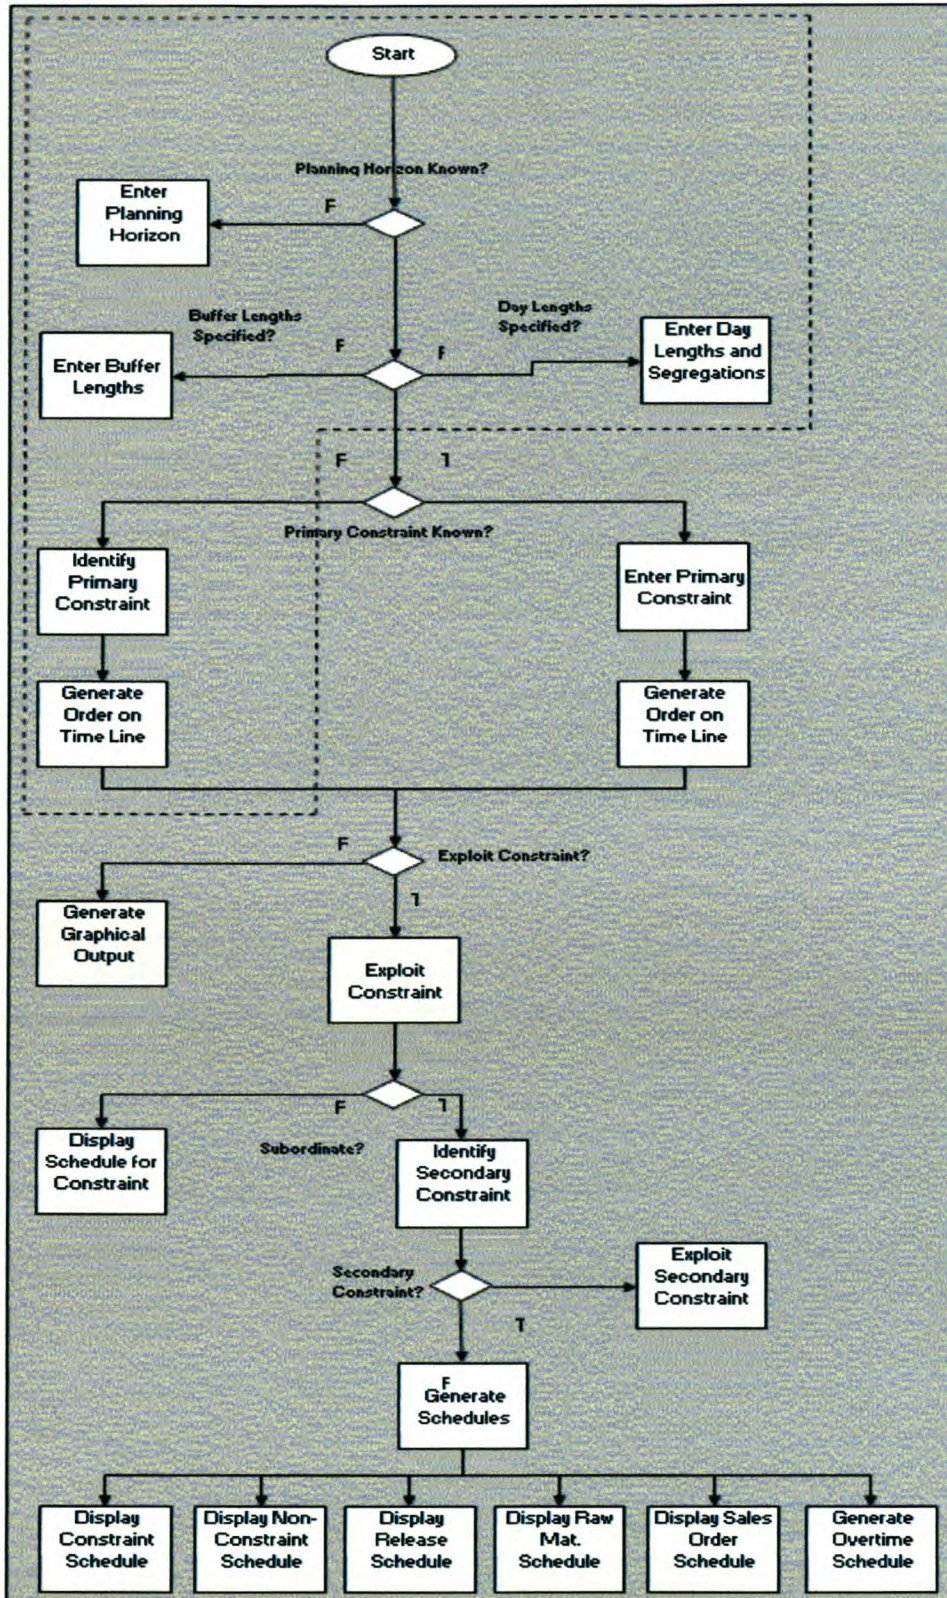 Start
Planning Horizon Known?
F
Enter
Planning
Horizon
Buffer Lengths
Specified?
Day Lengths
Specified?
F
F
Enter Buffer
Lengths
Enter Day
Lengths and
Segregations
F
T
Primary Constraint Known?
Identify
Primary
Constraint
Enter Primary
Constraint
Generate
Order on
Time Line
Generate
Order on
Time Line
F
Exploit Constraint?
T
Generate
Graphical
Output
Exploit
Constraint
F
T
Subordinate?
Display
Schedule for
Constraint
Identify
Secondary
Constraint
Secondary
Constraint?
Exploit
Secondary
Constraint
T
F
Generate
Schedules
Display
Constraint
Schedule
Display Non-
Constraint
Schedule
Display
Release
Schedule
Display Raw
Mat.
Schedule
Display Sales
Order
Schedule
Generate
Overtime
Schedule